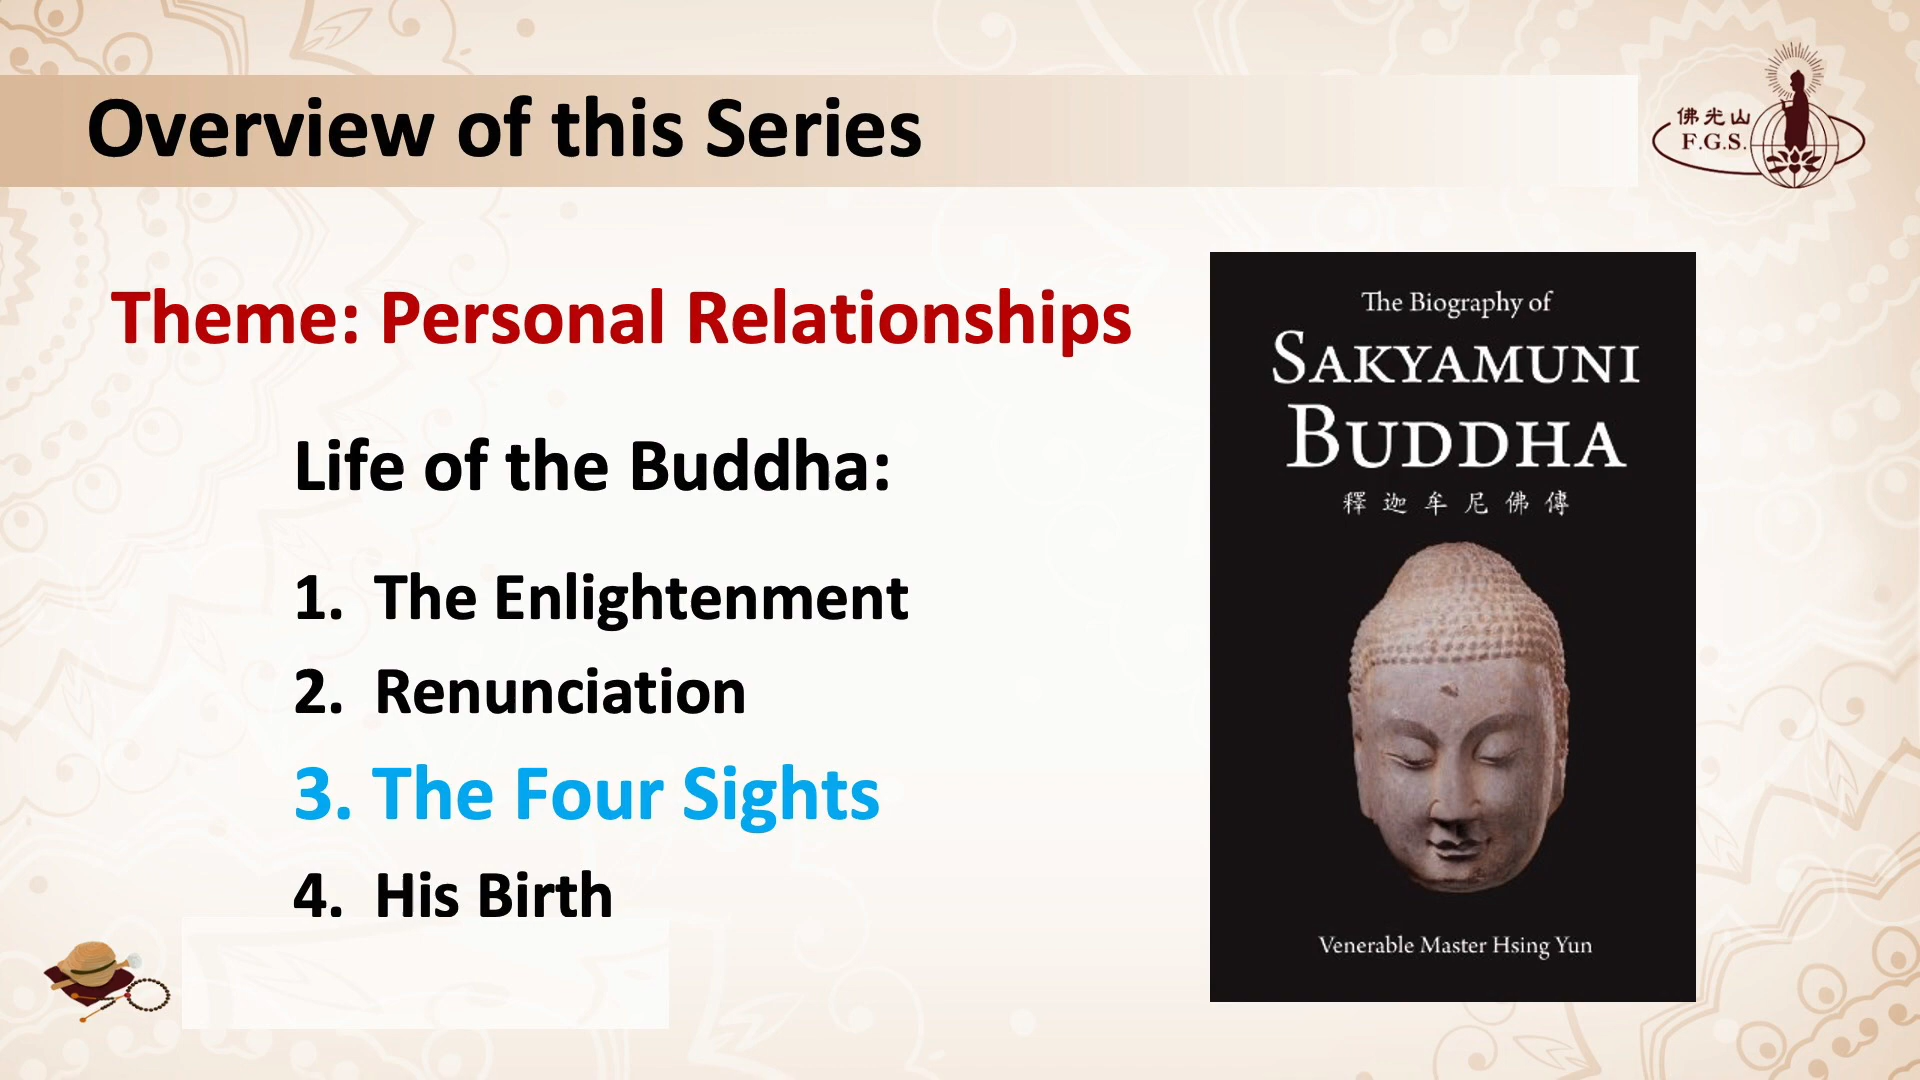 Overview of this Series
佛光山
F.G.S.
Theme: Personal Relationships
Life of the Buddha:
1. The Enlightenment
2. Renunciation
3. The Four Sights
4. His Birth
The Biography of
SAKYAMUNI
BUDDHA
釋迦牟尼佛傳
Venerable Master Hsing Yun